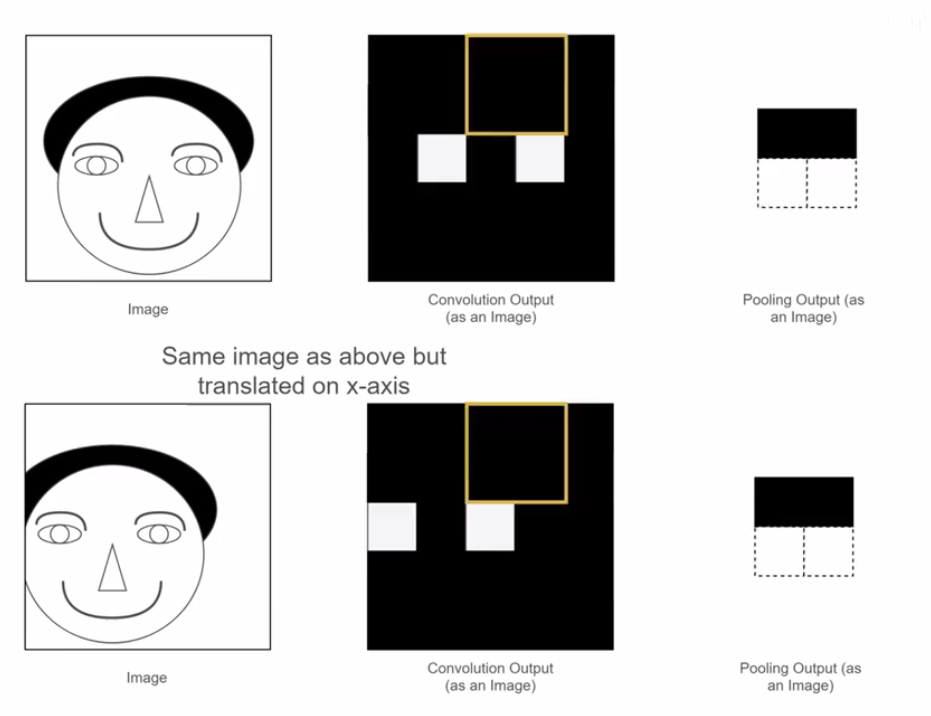 Image
Convolution Output
(as an Image)
Pooling Output (as
an Image)
Same image as above but
translated on x-axis
Image
Convolution Output
(as an Image)
Pooling Output (as
an Image)